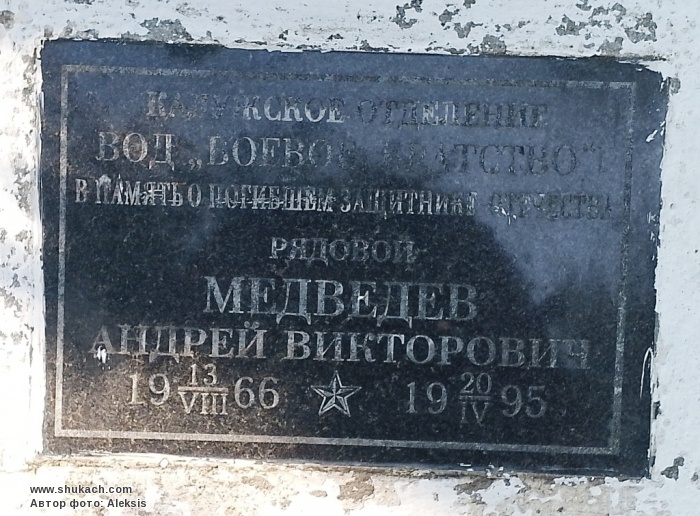 КАЛУЖСКОЕ ОТДЕЛЕНИЕ
ВОД „БОЕВОЕ БРАТСТВО“
В ПАМЯТЬ О ПОГИБШЕМ ЗАЩИТНИКЕ ОТЕЧЕСТВА
РЯДОВОЙ
МЕДВЕДЕВ
АНДРЕЙ ВИКТОРОВИЧ
19 13/VIII 66 19 20/IV 95
www.shukach.com
Автор фото: Aleksis